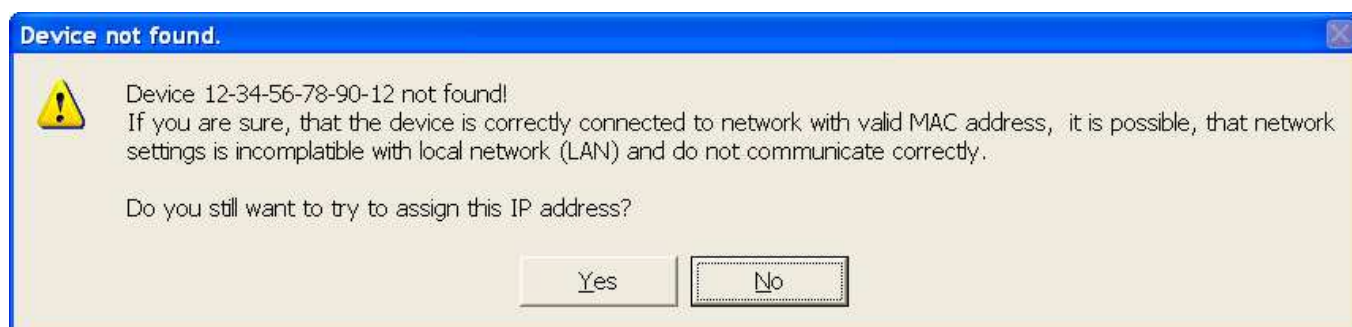 Device not found.
Device 12-34-56-78-90-12 not found!
If you are sure, that the device is correctly connected to network with valid MAC address,  it is possible, that network
settings is incomplatible with local network (LAN) and do not communicate correctly.
Do you still want to try to assign this IP address?
Yes
No